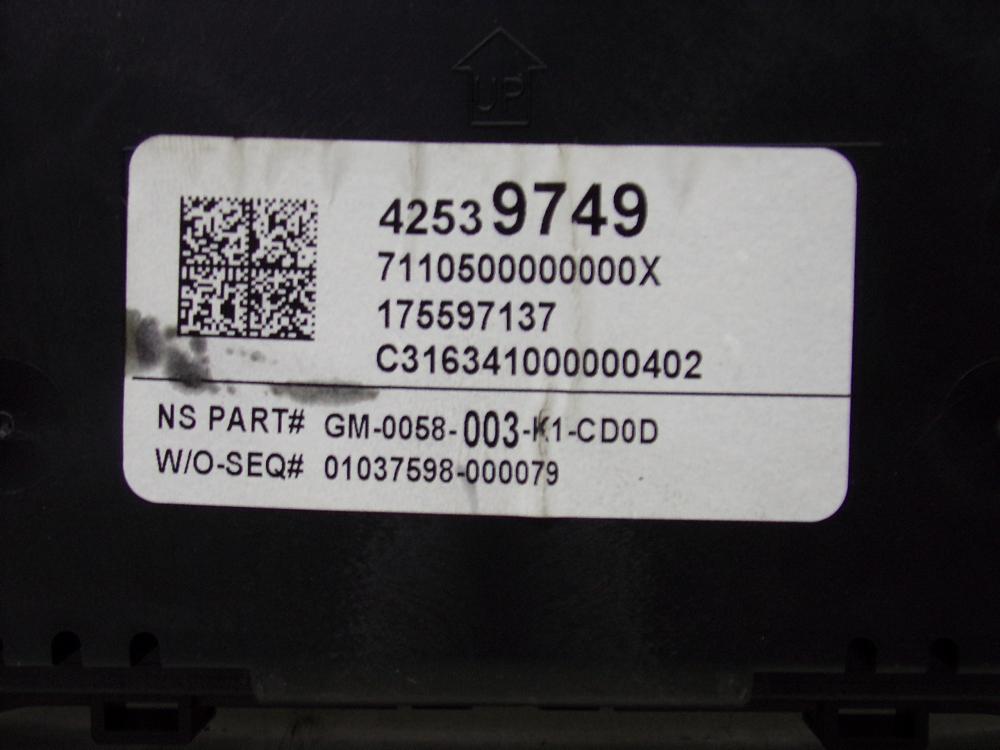 UP
42539749
7110500000000X
175597137
C316341000000402
NS PART# GM-0058-003-K1-CD0D
W/O-SEQ# 01037598-000079